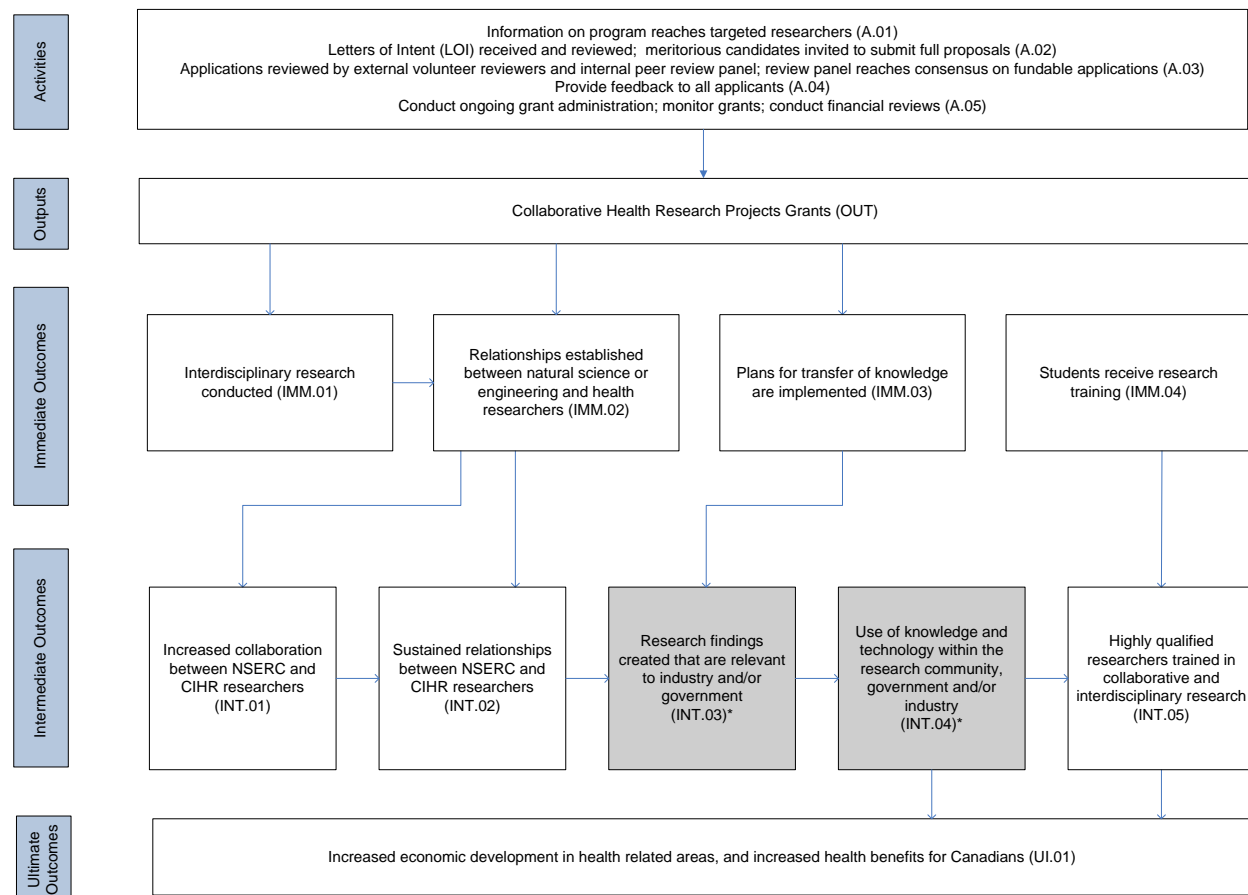 Activities
Information on program reaches targeted researchers (A.01)
Letters of Intent (LOI) received and reviewed;  meritorious candidates invited to submit full proposals (A.02)
Applications reviewed by external volunteer reviewers and internal peer review panel; review panel reaches consensus on fundable applications (A.03)
Provide feedback to all applicants (A.04)
Conduct ongoing grant administration; monitor grants; conduct financial reviews (A.05)
Outputs
Collaborative Health Research Projects Grants (OUT)
Immediate Outcomes
Interdisciplinary research
conducted (IMM.01)
Relationships established
between natural science or
engineering and health
researchers (IMM.02)
Plans for transfer of knowledge
are implemented (IMM.03)
Students receive research
training (IMM.04)
Intermediate Outcomes
Increased collaboration
between NSERC and
CIHR researchers
(INT.01)
Sustained relationships
between NSERC and
CIHR researchers
(INT.02)
Research findings
created that are relevant
to industry and/or
government
(INT.03)*
Use of knowledge and
technology within the
research community,
government and/or
industry
(INT.04)*
Highly qualified
researchers trained in
collaborative and
interdisciplinary research
(INT.05)
Ultimate
Outcomes
Increased economic development in health related areas, and increased health benefits for Canadians (UI.01)